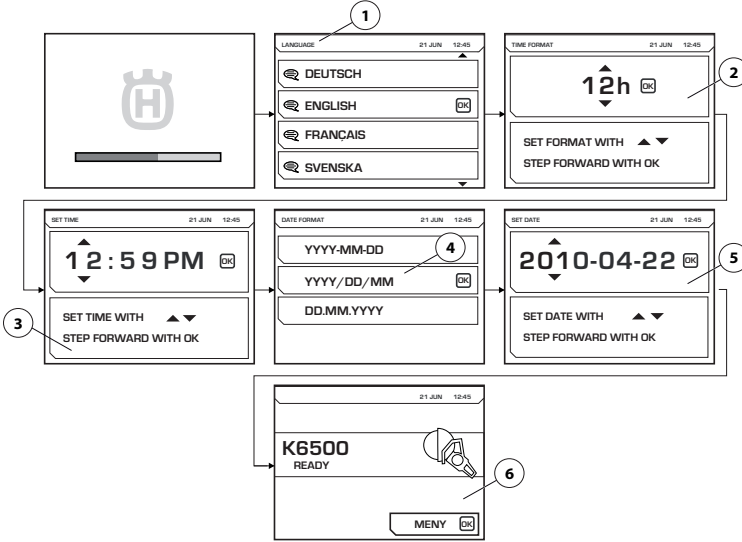 1
LANGUAGE 21 JUN 12:45
DEUTSCH
ENGLISH OK
FRANÇAIS
SVENSKA
TIME FORMAT 21 JUN 12:45
12h OK
2
SET FORMAT WITH
STEP FORWARD WITH OK
SET TIME 21 JUN 12:45
12:59PM OK
SET TIME WITH
STEP FORWARD WITH OK
3
DATE FORMAT 21 JUN 12:45
YYYY-MM-DD
4
YYYY/DD/MM OK
DD.MM.YYYY
SET DATE 21 JUN 12:45
2010-04-22 OK
5
SET DATE WITH
STEP FORWARD WITH OK
21 JUN 12:45
K6500
READY
6
MENY OK